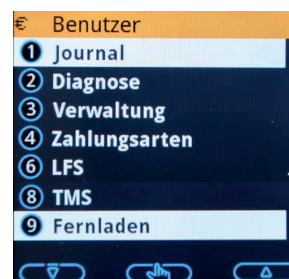 € Benutzer
1 Journal
2 Diagnose
3 Verwaltung
4 Zahlungsarten
6 LFS
8 TMS
9 Fernladen